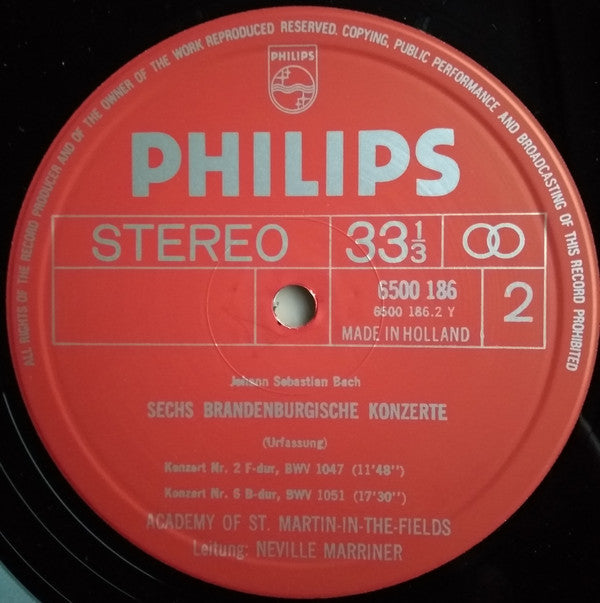 ALL RIGHTS OF THE RECORD PRODUCER AND OF THE OWNER OF THE WORK REPRODUCED RESERVED. COPYING, PUBLIC PERFORMANCE AND BROADCASTING OF THIS RECORD PROHIBITED
PHILIPS
PHILIPS
STEREO 33 1/3
6500 186
6500 186.2 Y
2
MADE IN HOLLAND
Johann Sebastian Bach
SECHS BRANDENBURGISCHE KONZERTE
(Urfassung)
Konzert Nr. 2 F-dur, BWV 1047 (11'48'')
Konzert Nr. 6 B-dur, BWV 1051 (17'30'')
ACADEMY OF ST. MARTIN-IN-THE-FIELDS
Leitung: NEVILLE MARRINER